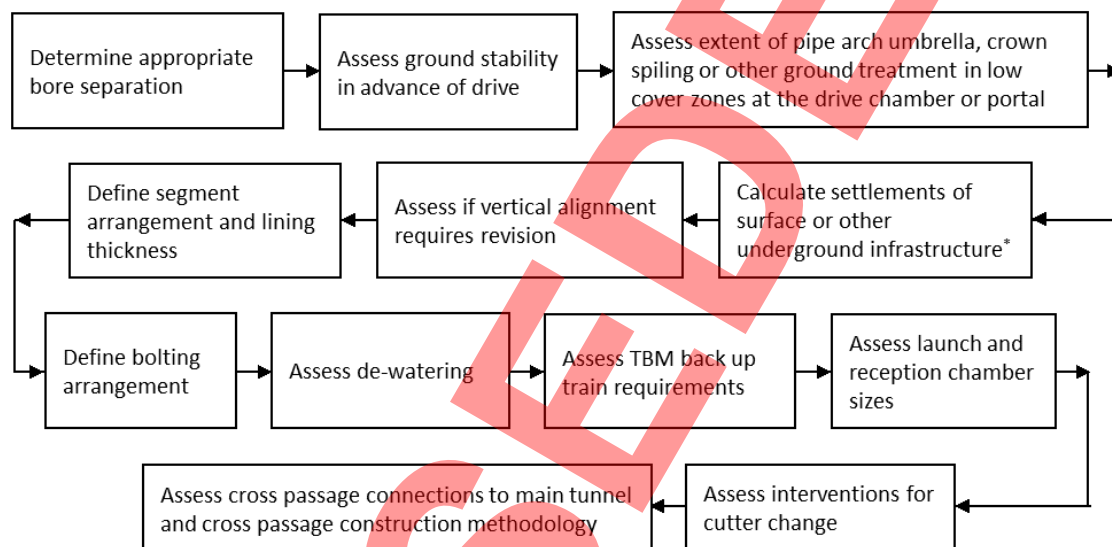 Determine appropriate
bore separation
Assess ground stability
in advance of drive
Assess extent of pipe arch umbrella, crown
spiling or other ground treatment in low
cover zones at the drive chamber or portal
Calculate settlements of
surface or other
underground infrastructure*
Assess if vertical alignment
requires revision
Define segment
arrangement and lining
thickness
Define bolting
arrangement
Assess de-watering
Assess TBM back up
train requirements
Assess launch and
reception chamber
sizes
Assess interventions for
cutter change
Assess cross passage connections to main tunnel
and cross passage construction methodology
SEDE